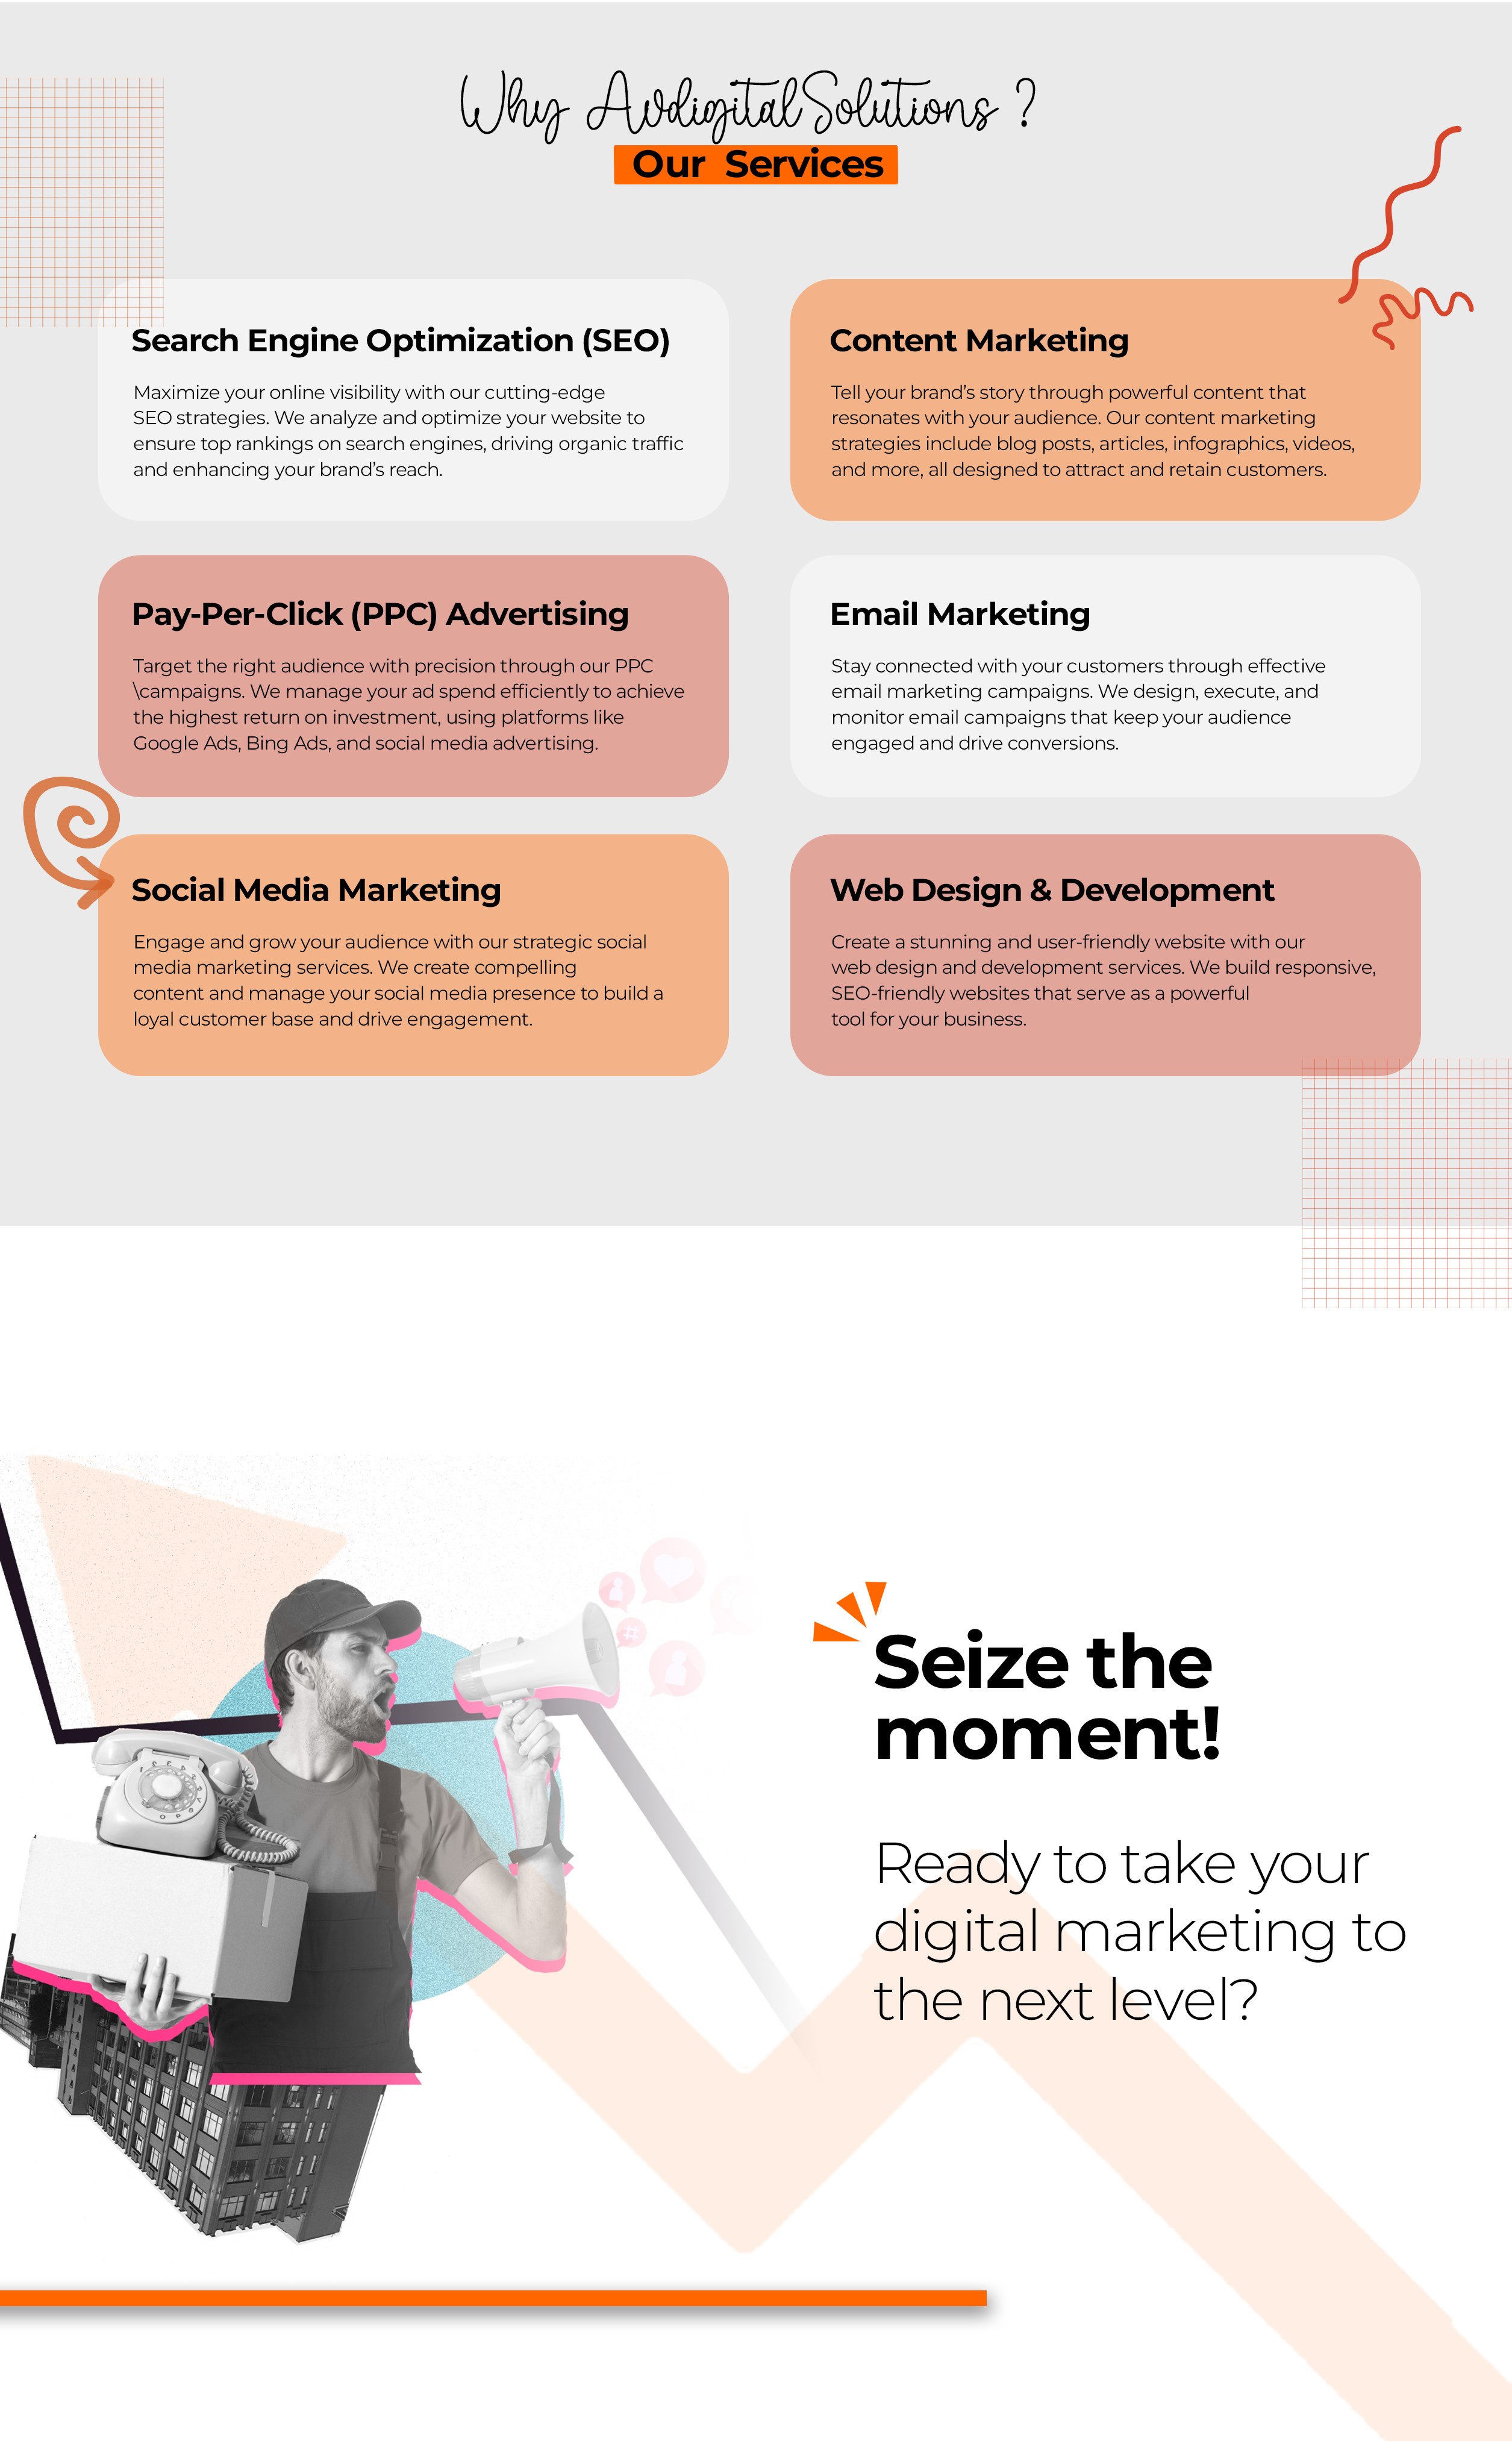 Why AvdigitalSolutions ?
Our Services
Search Engine Optimization (SEO)
Maximize your online visibility with our cutting-edge
SEO strategies. We analyze and optimize your website to
ensure top rankings on search engines, driving organic traffic
and enhancing your brand's reach.
Content Marketing
Tell your brand's story through powerful content that
resonates with your audience. Our content marketing
strategies include blog posts, articles, infographics, videos,
and more, all designed to attract and retain customers.
Pay-Per-Click (PPC) Advertising
Target the right audience with precision through our PPC
\campaigns. We manage your ad spend efficiently to achieve
the highest return on investment, using platforms like
Google Ads, Bing Ads, and social media advertising.
Email Marketing
Stay connected with your customers through effective
email marketing campaigns. We design, execute, and
monitor email campaigns that keep your audience
engaged and drive conversions.
Social Media Marketing
Engage and grow your audience with our strategic social
media marketing services. We create compelling
content and manage your social media presence to build a
loyal customer base and drive engagement.
Web Design & Development
Create a stunning and user-friendly website with our
web design and development services. We build responsive,
SEO-friendly websites that serve as a powerful
tool for your business.
Seize the
moment!
Ready to take your
digital marketing to
the next level?